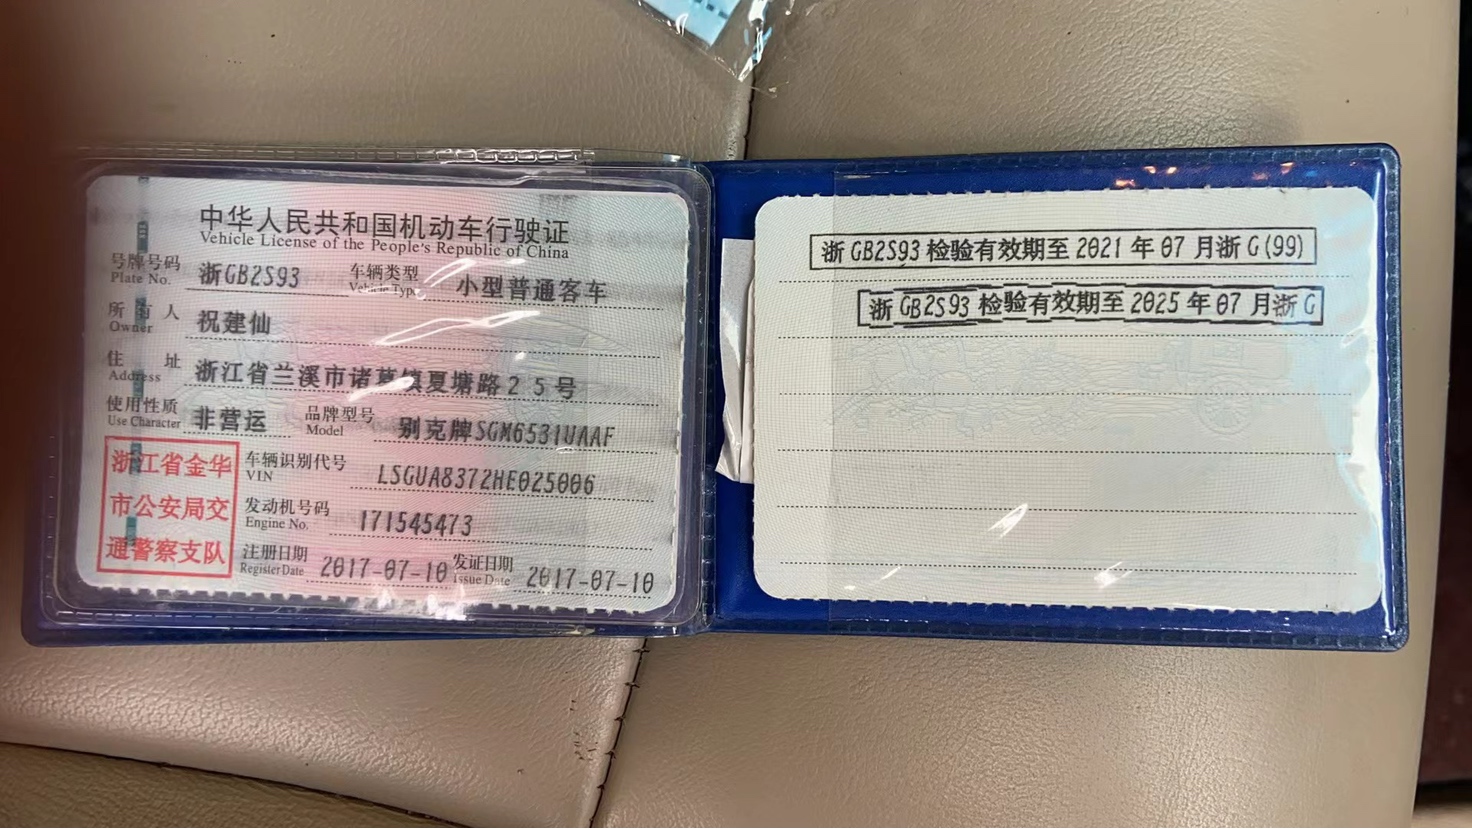 中华人民共和国机动车行驶证
Vehicle License of the People's Republic of China
号牌号码 浙GB2S93 车辆类型 小型普通客车
Plate No. Vehicle Type
所有人 祝建仙
Owner
住址 浙江省兰溪市诸葛镇夏塘路25号
Address
使用性质 非营运 品牌型号 别克牌SGM6531UAAF
Use Character Model
浙江省金华
市公安局交
通警察支队
车辆识别代号 LSGUA8372HE025006
VIN
发动机号码 171545473
Engine No.
注册日期 2017-07-10 发证日期 2017-07-10
Register Date Issue Date
浙GB2S93检验有效期至2021年07月浙G(99)
浙GB2S93检验有效期至2025年07月浙G